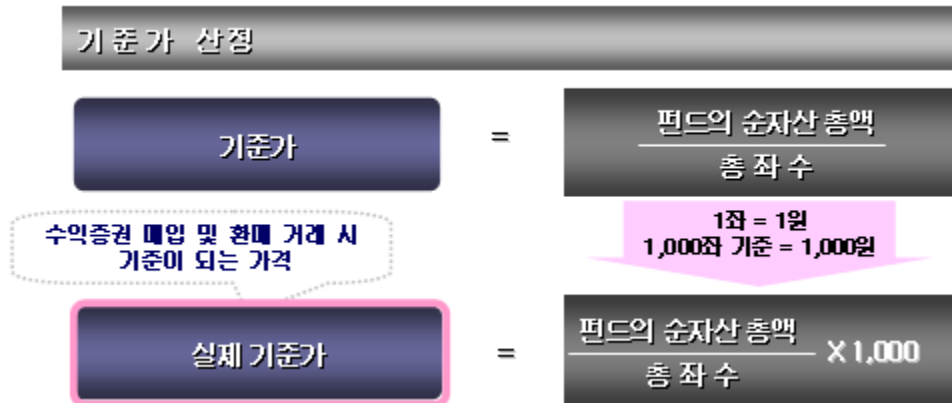 기준가 산정
기준가
=
펀드의 순자산 총액
총 좌 수
수익증권 매입 및 환매 거래 시
기준이 되는 가격
1좌 = 1원
1,000좌 기준 = 1,000원
실제 기준가
=
펀드의 순자산 총액
총 좌 수
X 1,000